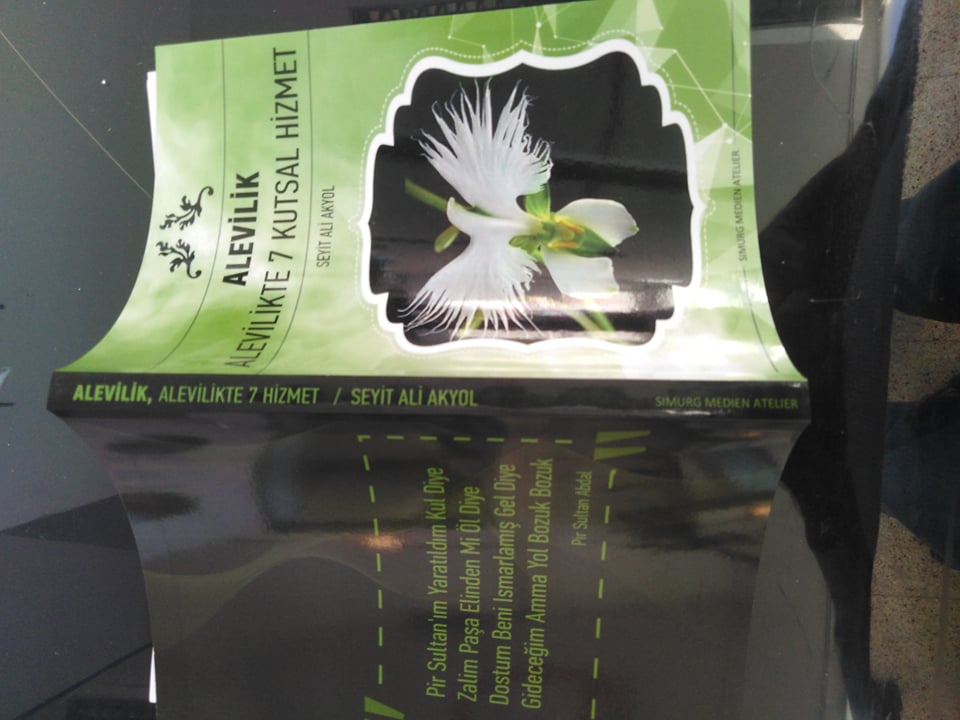 ALEVİLİK
ALEVİLİKTE 7 KUTSAL HİZMET
SEYİT ALİ AKYOL
SIMURG MEDIEN ATELIER
ALEVİLİK, ALEVİLİKTE 7 HİZMET / SEYİT ALİ AKYOL
SIMURG MEDIEN ATELIER
Pir Sultan'ım Yaratıldım Kul Diye
Zalim Paşa Elinden Mi Öl Diye
Dostum Beni Ismarlamış Gel Diye
Gideceğim Amma Yol Bozuk Bozuk
Pir Sultan Abdal